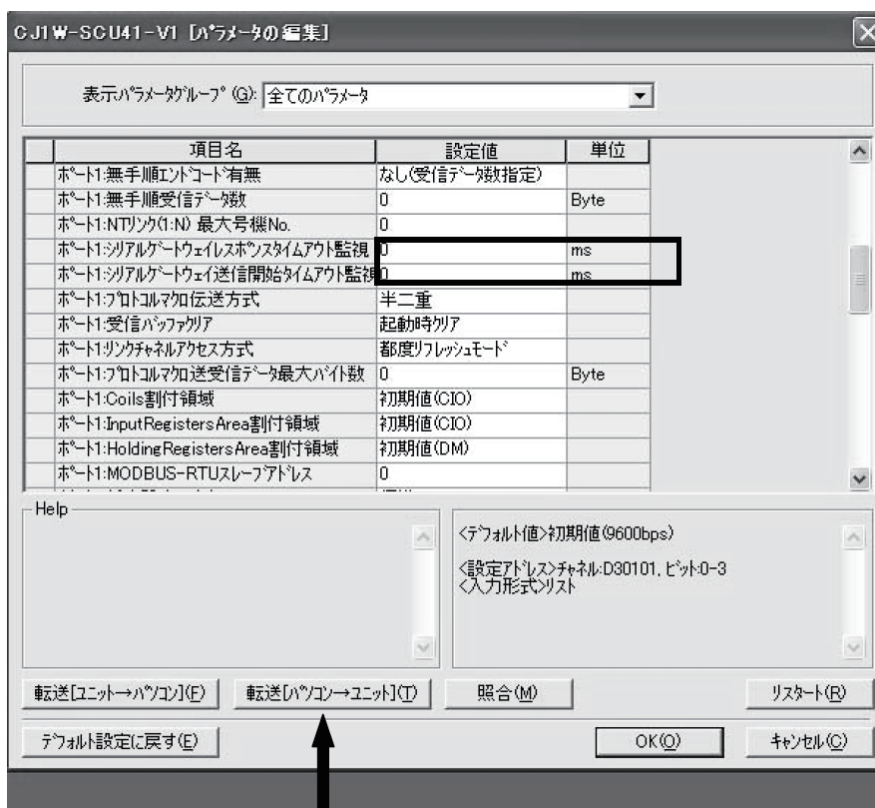 CJ1W-SCU41-V1 [ﾊﾟﾗﾒｰﾀの編集]
表示ﾊﾟﾗﾒｰﾀｸﾞﾙｰﾌﾟ(G): 全てのﾊﾟﾗﾒｰﾀ
項目名 設定値 単位
ﾎﾟｰﾄ1:無手順ｴﾝﾄﾞｺｰﾄﾞ有無 なし(受信ﾃﾞｰﾀ数指定)
ﾎﾟｰﾄ1:無手順受信ﾃﾞｰﾀ数 0 Byte
ﾎﾟｰﾄ1:NTﾘﾝｸ(1:N) 最大号機No. 0
ﾎﾟｰﾄ1:ｼﾘｱﾙｹﾞｰﾄｳｪｲﾚｽﾎﾟﾝｽﾀｲﾑｱｳﾄ監視 0 ms
ﾎﾟｰﾄ1:ｼﾘｱﾙｹﾞｰﾄｳｪｲ送信開始ﾀｲﾑｱｳﾄ監視 0 ms
ﾎﾟｰﾄ1:ﾌﾟﾛﾄｺﾙﾏｸﾛ伝送方式 半二重
ﾎﾟｰﾄ1:受信ﾊﾞｯﾌｧｸﾘｱ 起動時ｸﾘｱ
ﾎﾟｰﾄ1:ﾘﾝｸﾁｬﾈﾙｱｸｾｽ方式 都度ﾘﾌﾚｯｼｭﾓｰﾄﾞ
ﾎﾟｰﾄ1:ﾌﾟﾛﾄｺﾙﾏｸﾛ送受信ﾃﾞｰﾀ最大ﾊﾞｲﾄ数 0 Byte
ﾎﾟｰﾄ1:Coils割付領域 初期値(CIO)
ﾎﾟｰﾄ1:InputRegistersArea割付領域 初期値(CIO)
ﾎﾟｰﾄ1:HoldingRegistersArea割付領域 初期値(DM)
ﾎﾟｰﾄ1:MODBUS-RTUｽﾚｰﾌﾞｱﾄﾞﾚｽ 0
Help
<ﾃﾞﾌｫﾙﾄ値>初期値(9600bps)
<設定ｱﾄﾞﾚｽ>ﾁｬﾈﾙ:D30101, ﾋﾞｯﾄ:0-3
<入力形式>ﾘｽﾄ
転送[ﾕﾆｯﾄ→ﾊﾟｿｺﾝ](F) 転送[ﾊﾟｿｺﾝ→ﾕﾆｯﾄ](T) 照合(M) ﾘｽﾀｰﾄ(R)
ﾃﾞﾌｫﾙﾄ設定に戻す(E) OK(O) ｷｬﾝｾﾙ(C)